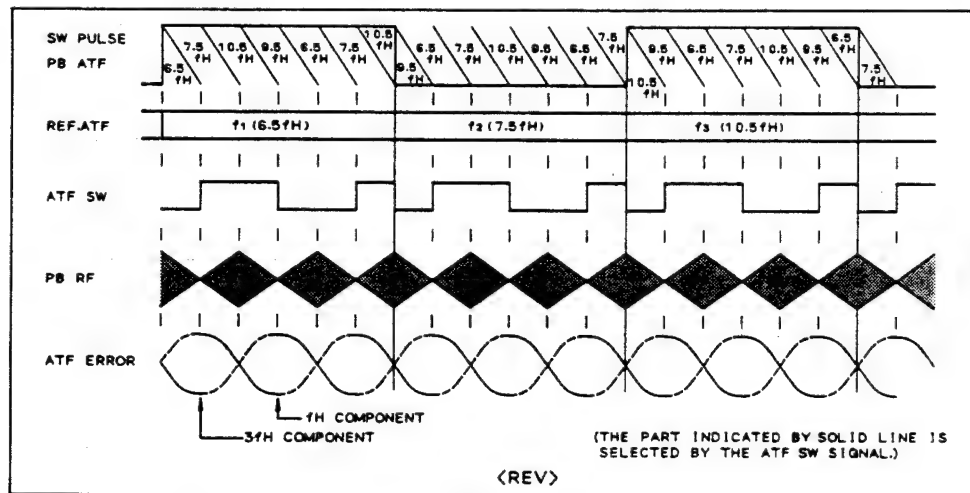 SW PULSE
PB ATF
6.5 fH
7.5 fH
10.5 fH
9.5 fH
6.5 fH
7.5 fH
10.5 fH
9.5 fH
6.5 fH
7.5 fH
10.5 fH
9.5 fH
6.5 fH
7.5 fH
10.5 fH
9.5 fH
6.5 fH
7.5 fH
10.5 fH
9.5 fH
6.5 fH
7.5 fH
REF.ATF
f1 (6.5fH)
f2 (7.5fH)
f3 (10.5fH)
ATF SW
PB RF
ATF ERROR
fH COMPONENT
3fH COMPONENT
(THE PART INDICATED BY SOLID LINE IS
SELECTED BY THE ATF SW SIGNAL.)
<REV>